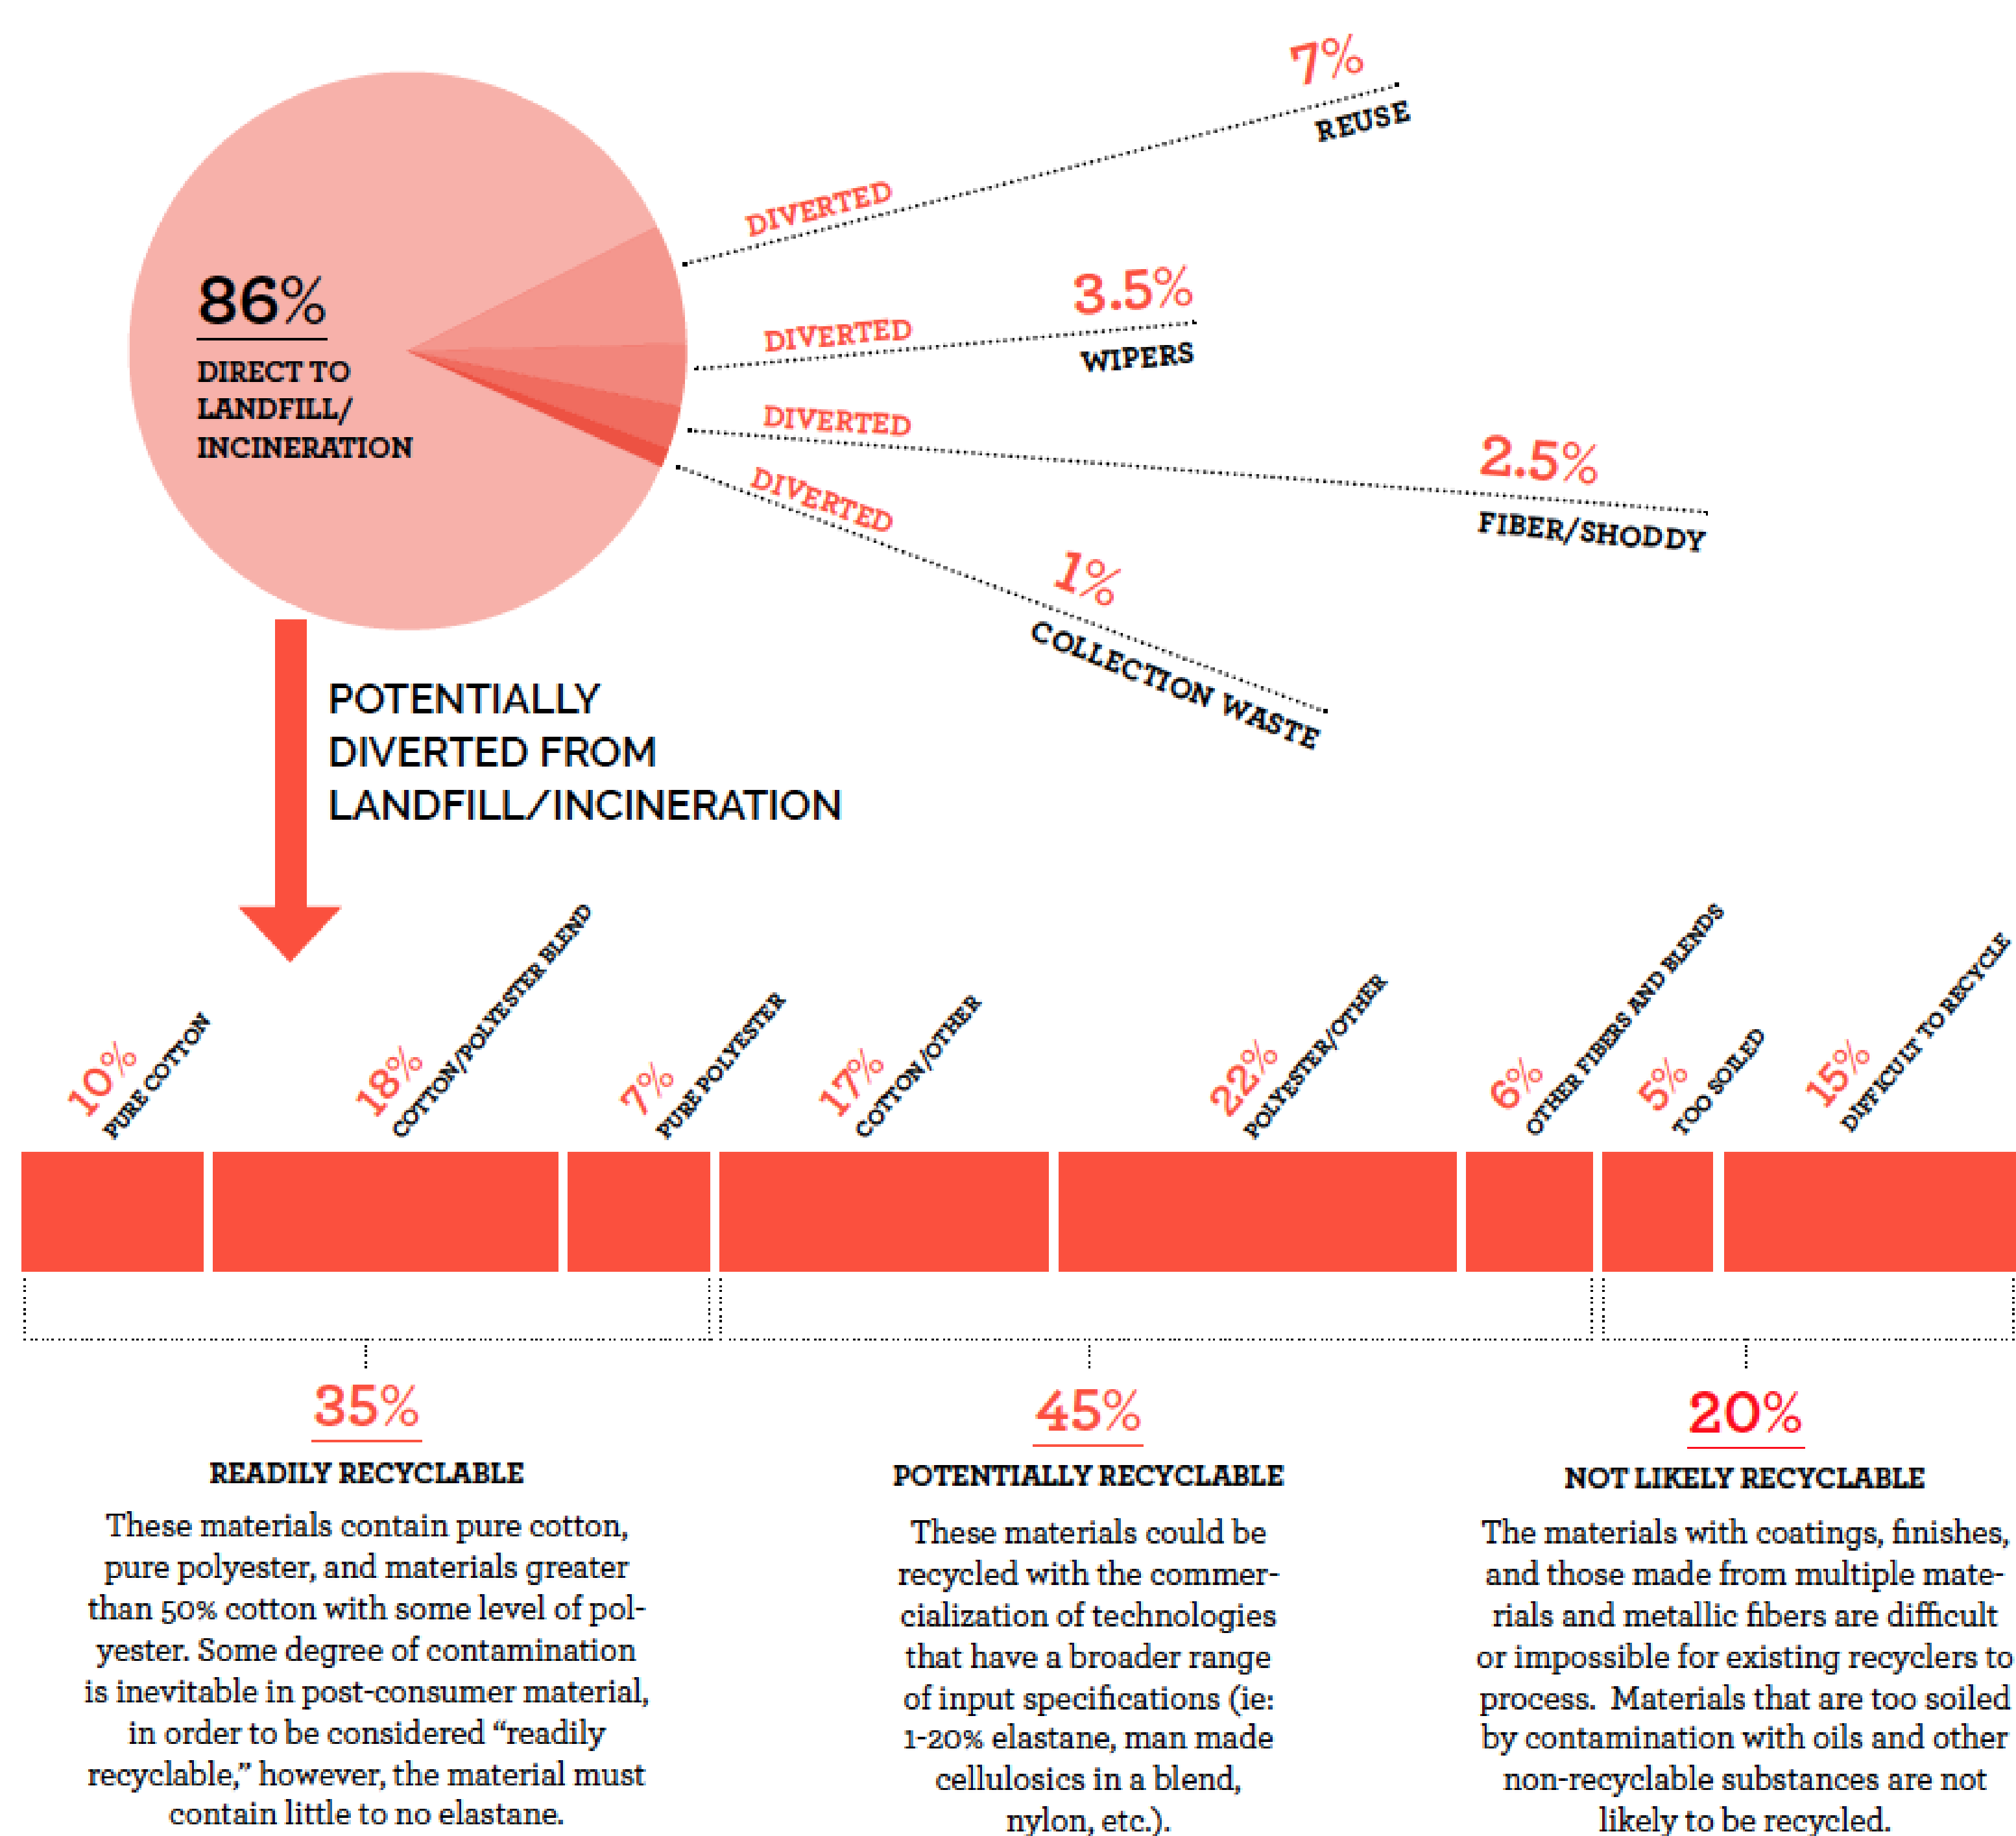 7%
REUSE
DIVERTED
86%
DIRECT TO
LANDFILL/
INCINERATION
3.5%
DIVERTED
WIPERS
DIVERTED
2.5%
FIBER/SHODDY
DIVERTED
1%
COLLECTION WASTE
POTENTIALLY
DIVERTED FROM
LANDFILL/INCINERATION
10%
PURE COTTON
18%
COTTON/POLYESTER BLEND
7%
PURE POLYESTER
17%
COTTON/OTHER
22%
POLYESTER/OTHER
6%
OTHER FIBERS AND BLENDS
5%
TOO SOILED
15%
DIFFICULT TO RECYCLE
35%
READILY RECYCLABLE
These materials contain pure cotton,
pure polyester, and materials greater
than 50% cotton with some level of pol-
yester. Some degree of contamination
is inevitable in post-consumer material,
in order to be considered “readily
recyclable,” however, the material must
contain little to no elastane.
45%
POTENTIALLY RECYCLABLE
These materials could be
recycled with the commer-
cialization of technologies
that have a broader range
of input specifications (ie:
1-20% elastane, man made
cellulosics in a blend,
nylon, etc.).
20%
NOT LIKELY RECYCLABLE
The materials with coatings, finishes,
and those made from multiple mate-
rials and metallic fibers are difficult
or impossible for existing recyclers to
process. Materials that are too soiled
by contamination with oils and other
non-recyclable substances are not
likely to be recycled.